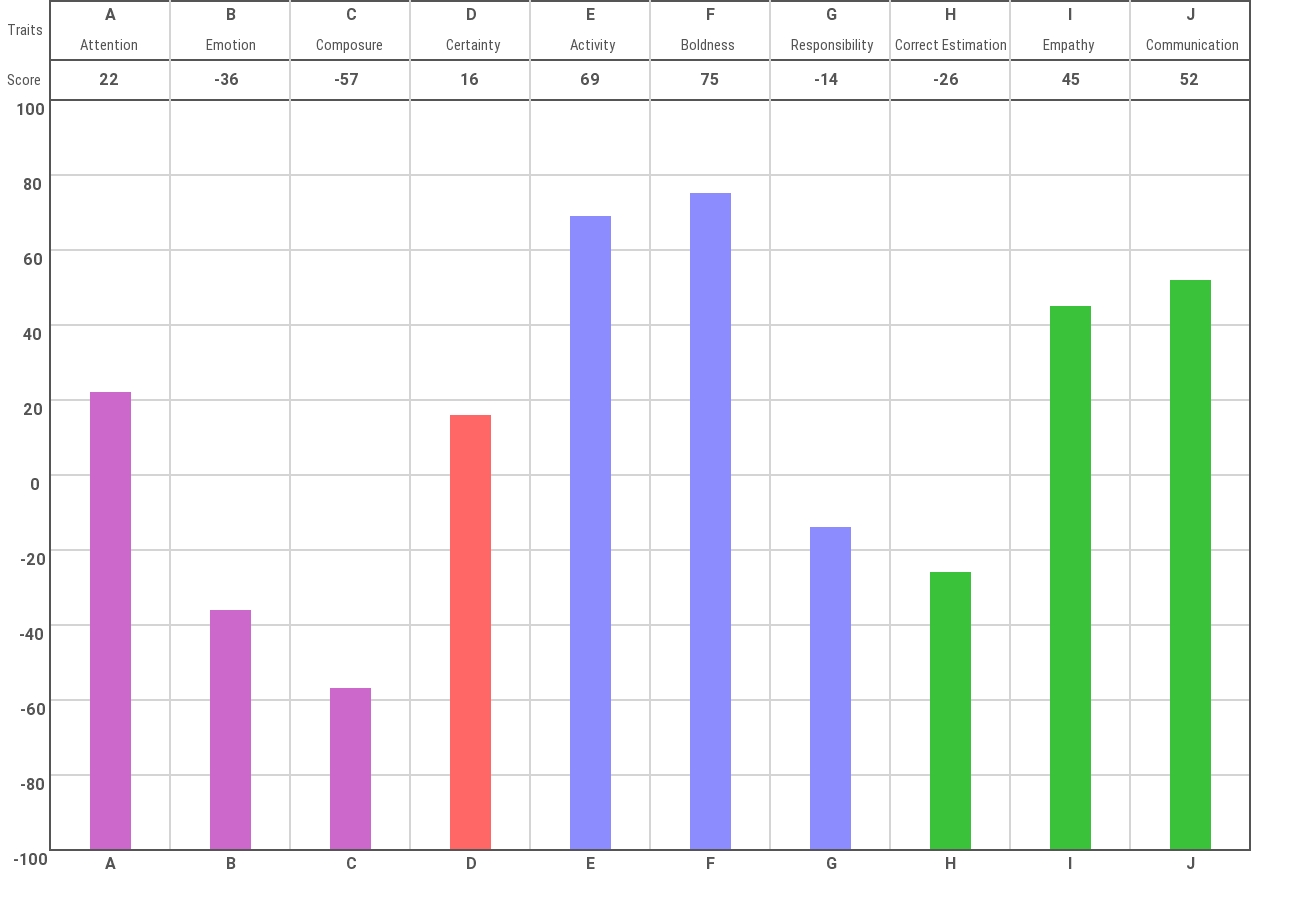 Traits
A B C D E F G H I J
Attention Emotion Composure Certainty Activity Boldness Responsibility Correct Estimation Empathy Communication
Score 22 -36 -57 16 69 75 -14 -26 45 52
100
80
60
40
20
0
-20
-40
-60
-80
-100
A B C D E F G H I J